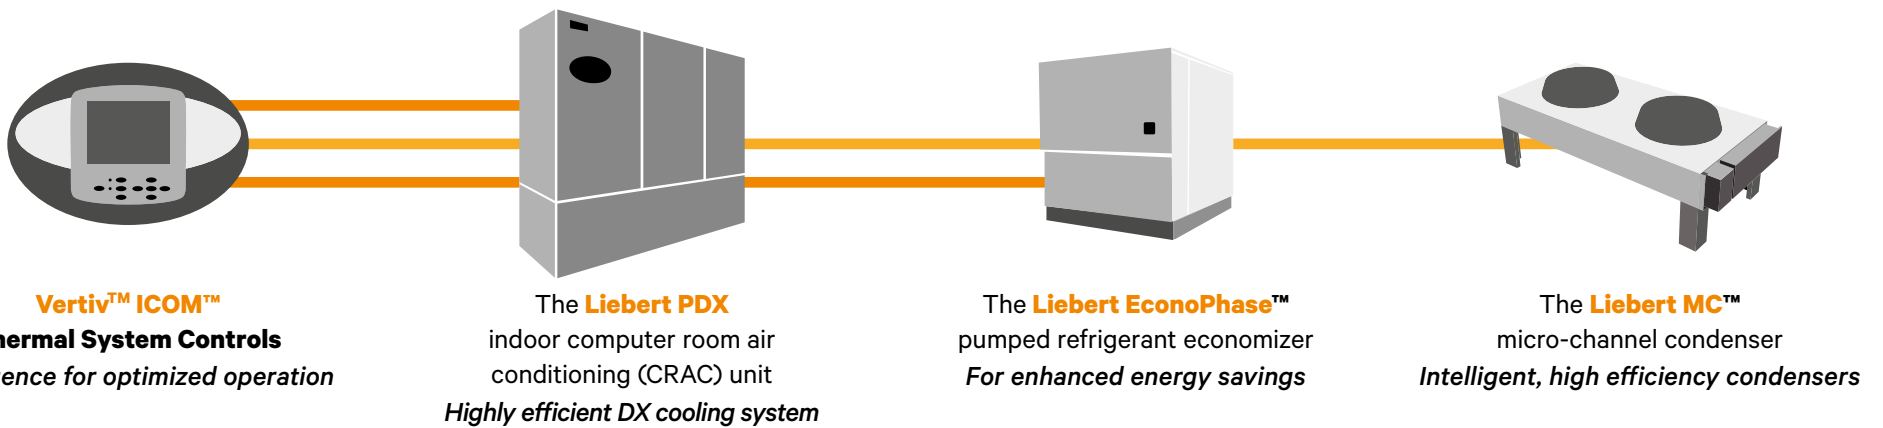 Vertiv™ ICOM™
hermal System Controls
ence for optimized operation
The Liebert PDX
indoor computer room air
conditioning (CRAC) unit
Highly efficient DX cooling system
The Liebert EconoPhase™
pumped refrigerant economizer
For enhanced energy savings
The Liebert MC™
micro-channel condenser
Intelligent, high efficiency condensers